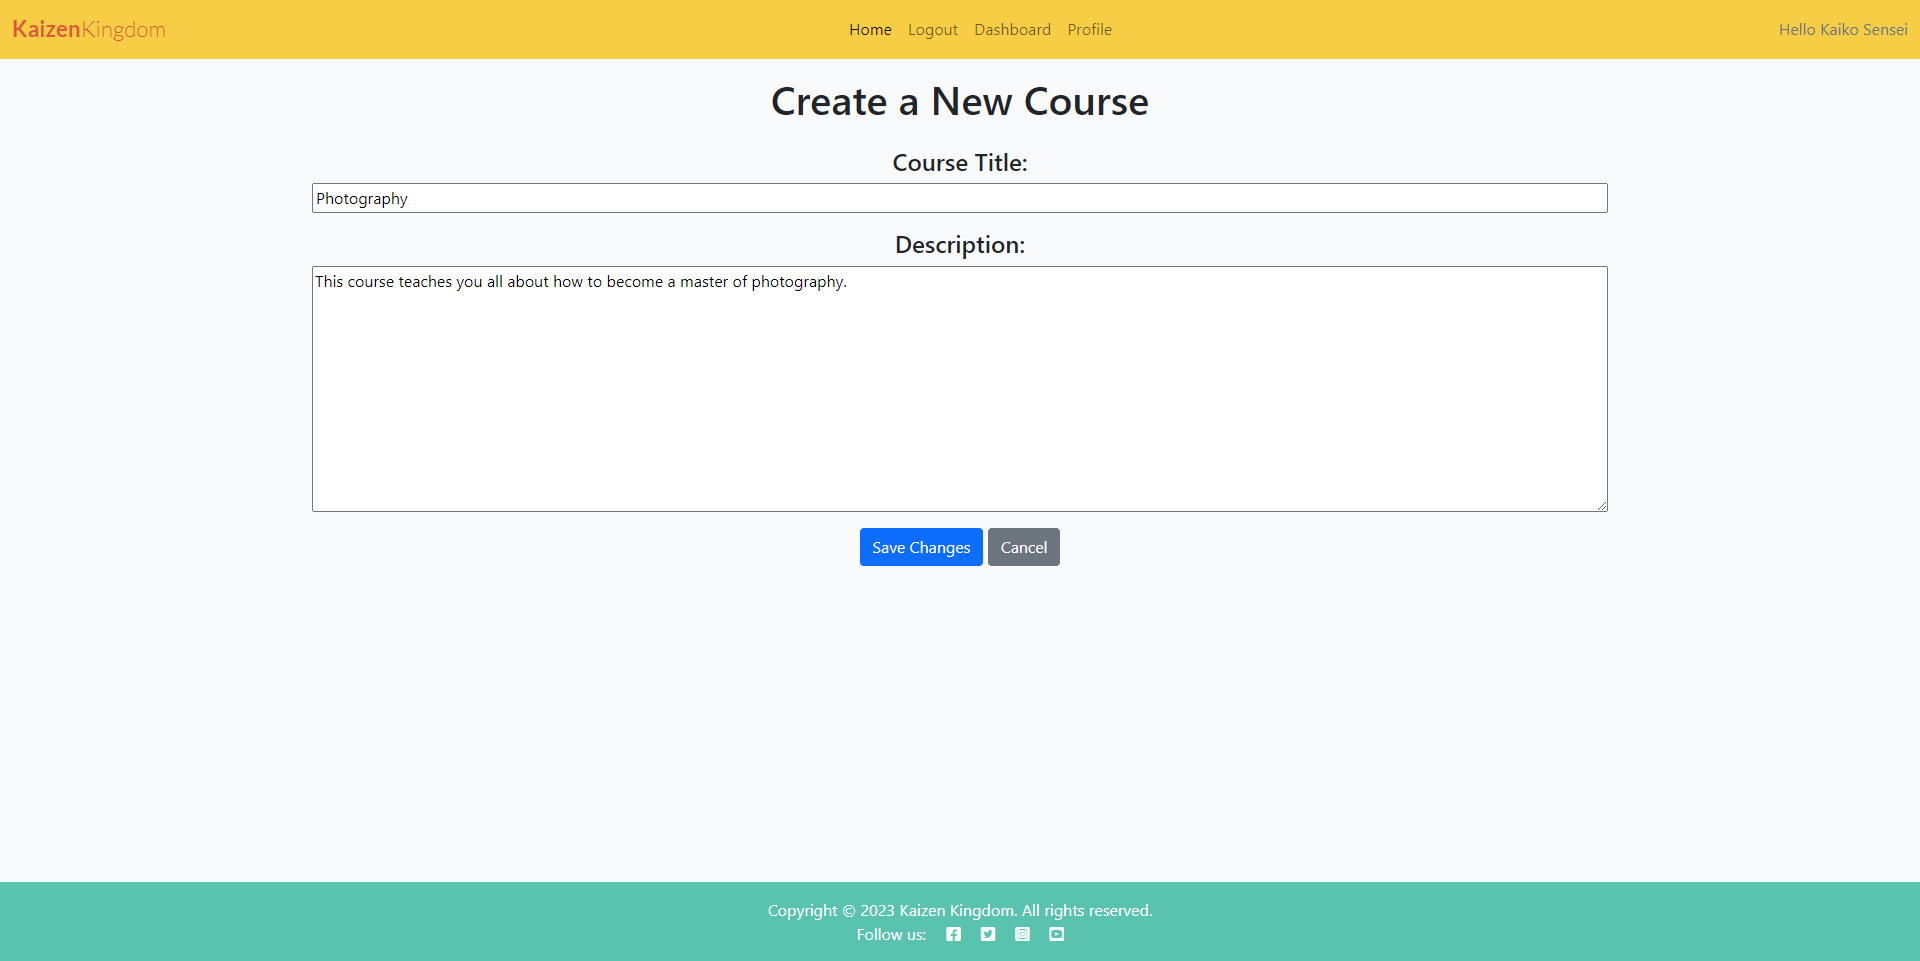 KaizenKingdom
Home Logout Dashboard Profile
Hello Kaiko Sensei
Create a New Course
Course Title:
Photography
Description:
This course teaches you all about how to become a master of photography.
Save Changes Cancel
Copyright © 2023 Kaizen Kingdom. All rights reserved.
Follow us: